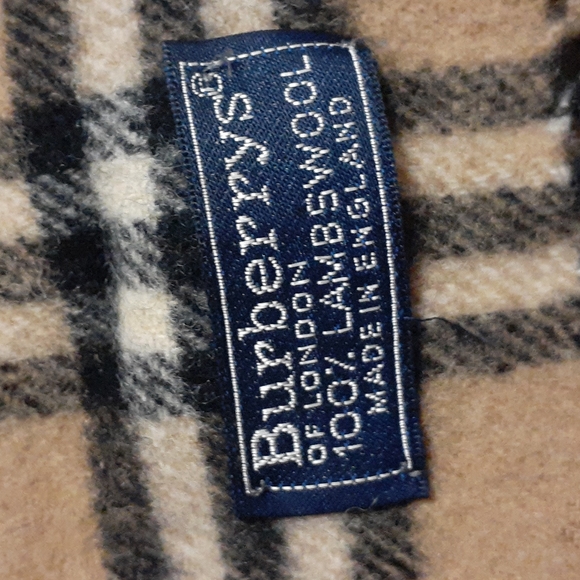 Burberrys®
OF LONDON
100% LAMBSWOOL
MADE IN ENGLAND